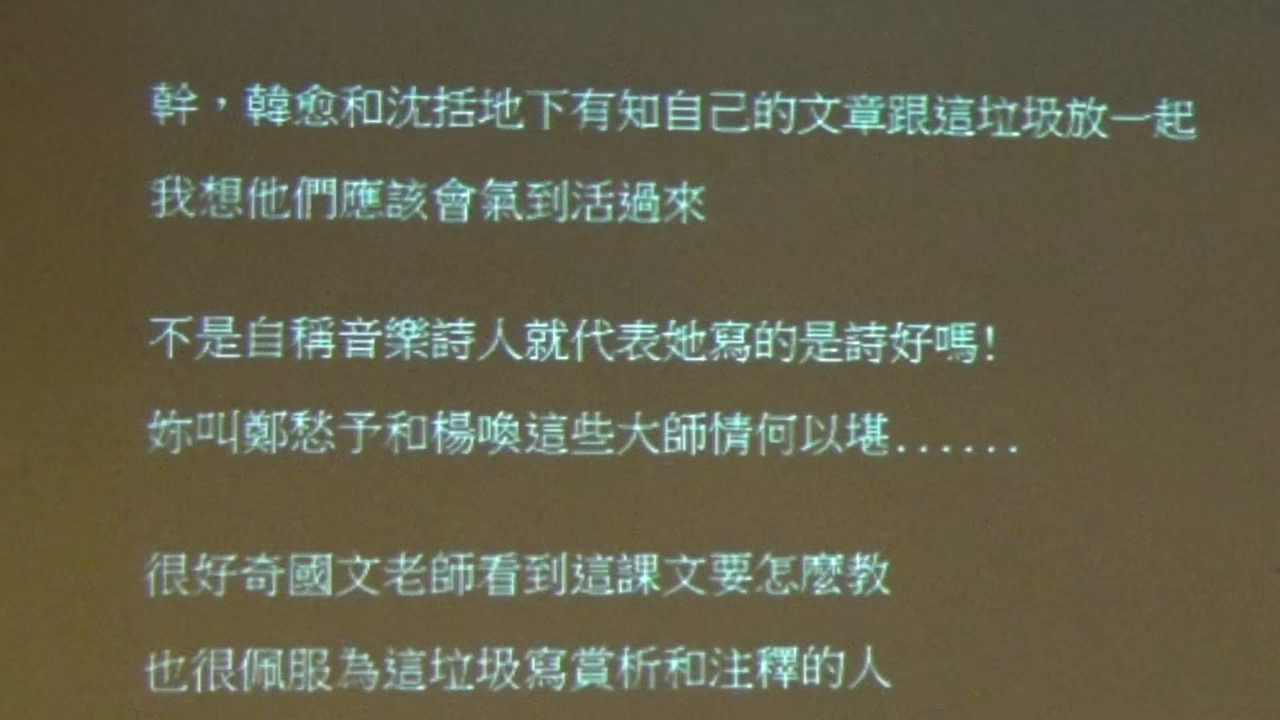 幹，韓愈和沈括地下有知自己的文章跟這垃圾放一起
我想他們應該會氣到活過來
不是自稱音樂詩人就代表她寫的是詩好嗎!
妳叫鄭愁予和楊喚這些大師情何以堪......
很好奇國文老師看到這課文要怎麼教
也很佩服為這垃圾寫賞析和注釋的人